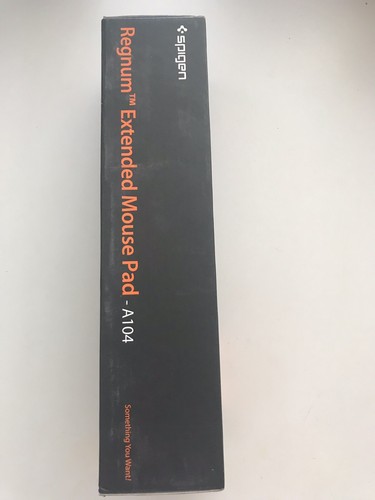 spigen
Regnum™ Extended Mouse Pad - A104
Something You Want!